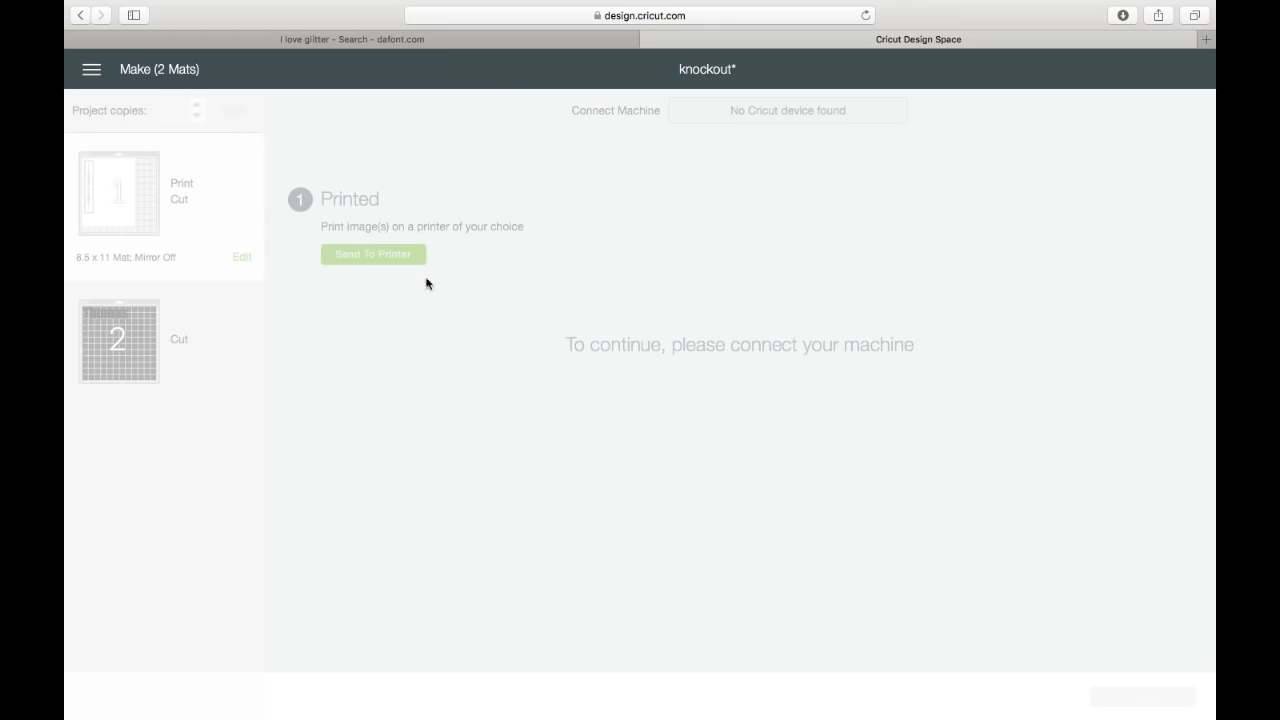 design.cricut.com
I love glitter - Search - dafont.com
Cricut Design Space
Make (2 Mats)
knockout*
Project copies:
Connect Machine
No Cricut device found
1
Print
Cut
8.5 x 11 Mat; Mirror Off
Edit
1 Printed
Print image(s) on a printer of your choice
Send To Printer
To continue, please connect your machine
Thomas
2
Cut